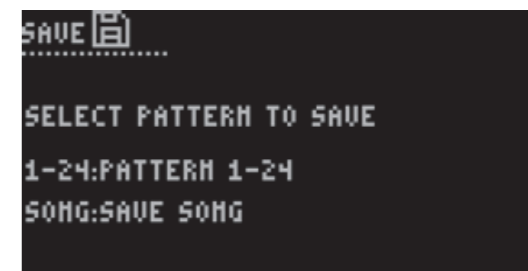 SAVE
SELECT PATTERN TO SAVE
1-24:PATTERN 1-24
SONG:SAVE SONG